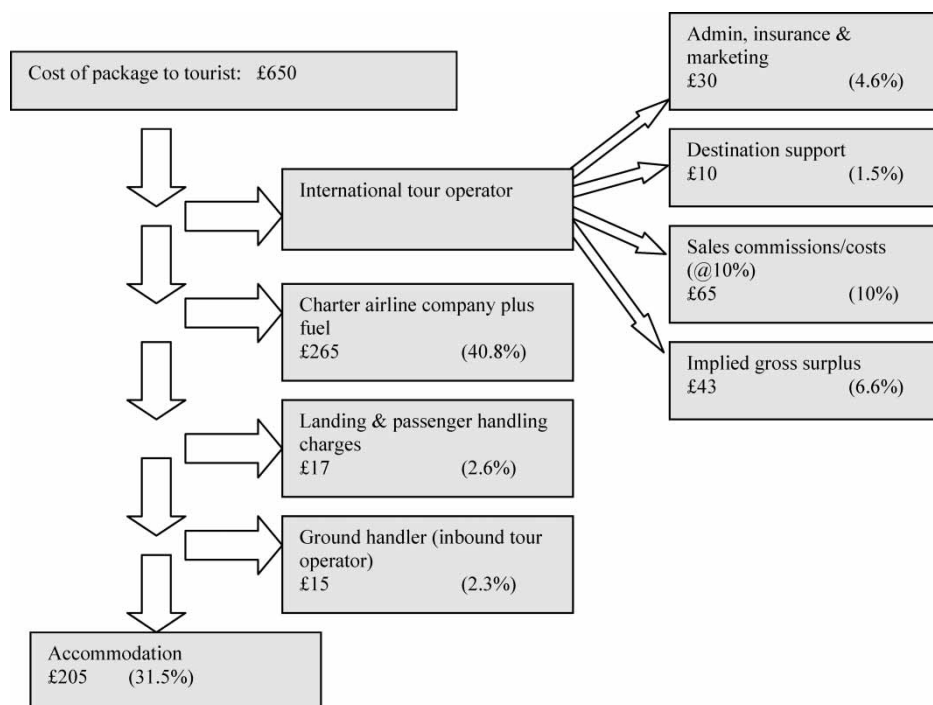 Cost of package to tourist: £650
Admin, insurance &
marketing
£30 (4.6%)
Destination support
£10 (1.5%)
International tour operator
Sales commissions/costs
(@10%)
£65 (10%)
Charter airline company plus
fuel
£265 (40.8%)
Implied gross surplus
£43 (6.6%)
Landing & passenger handling
charges
£17 (2.6%)
Ground handler (inbound tour
operator)
£15 (2.3%)
Accommodation
£205 (31.5%)